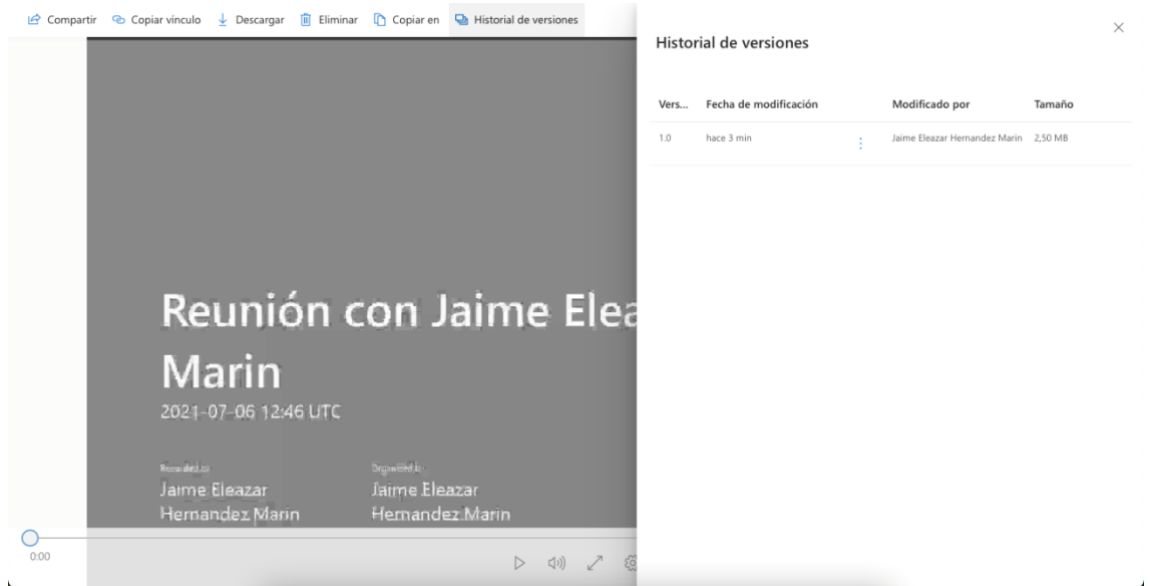 Compartir Copiar vínculo Descargar Eliminar Copiar en Historial de versiones
Historial de versiones
Vers... Fecha de modificación Modificado por Tamaño
1.0 hace 3 min Jaime Eleazar Hernandez Marin 2,50 MB
Reunión con Jaime Elea
Marin
2021-07-06 12:46 UTC
Jaime Eleazar Jaime Eleazar
Hernandez Marin Hernandez Marin
0:00